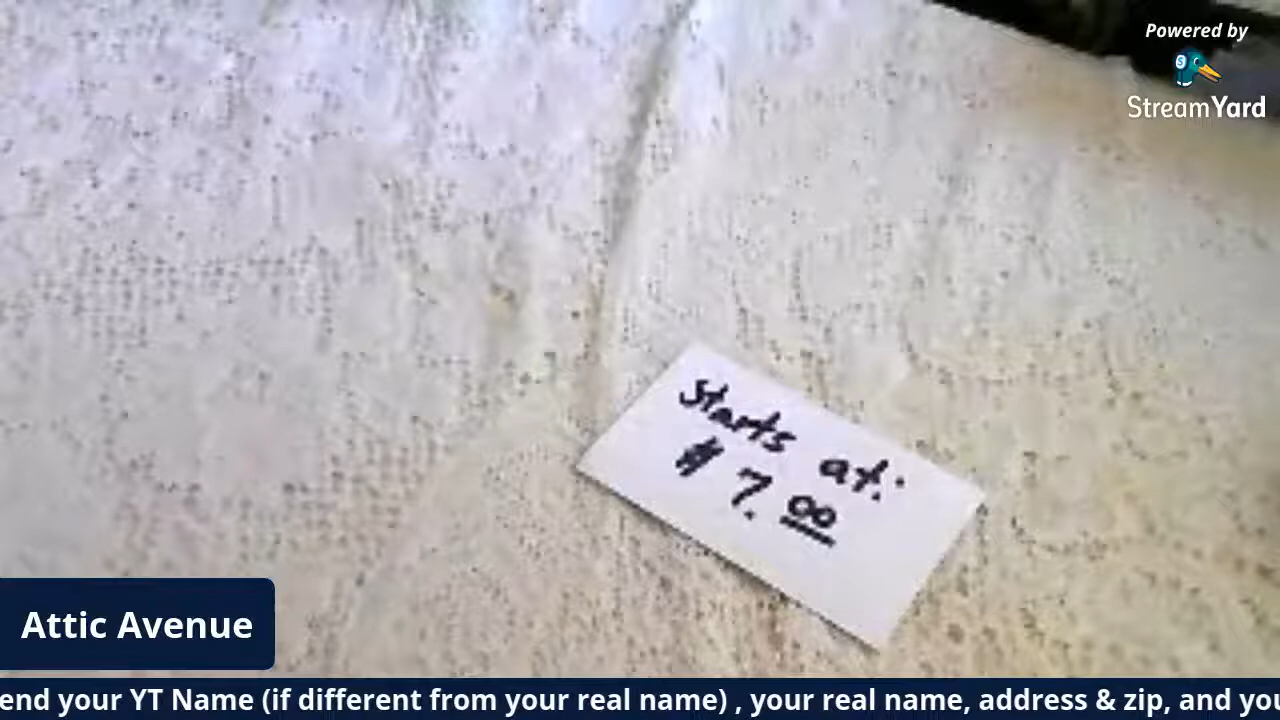 Powered by
StreamYard
Starts at:
$ 7.00
Attic Avenue
end your YT Name (if different from your real name) , your real name, address & zip, and you